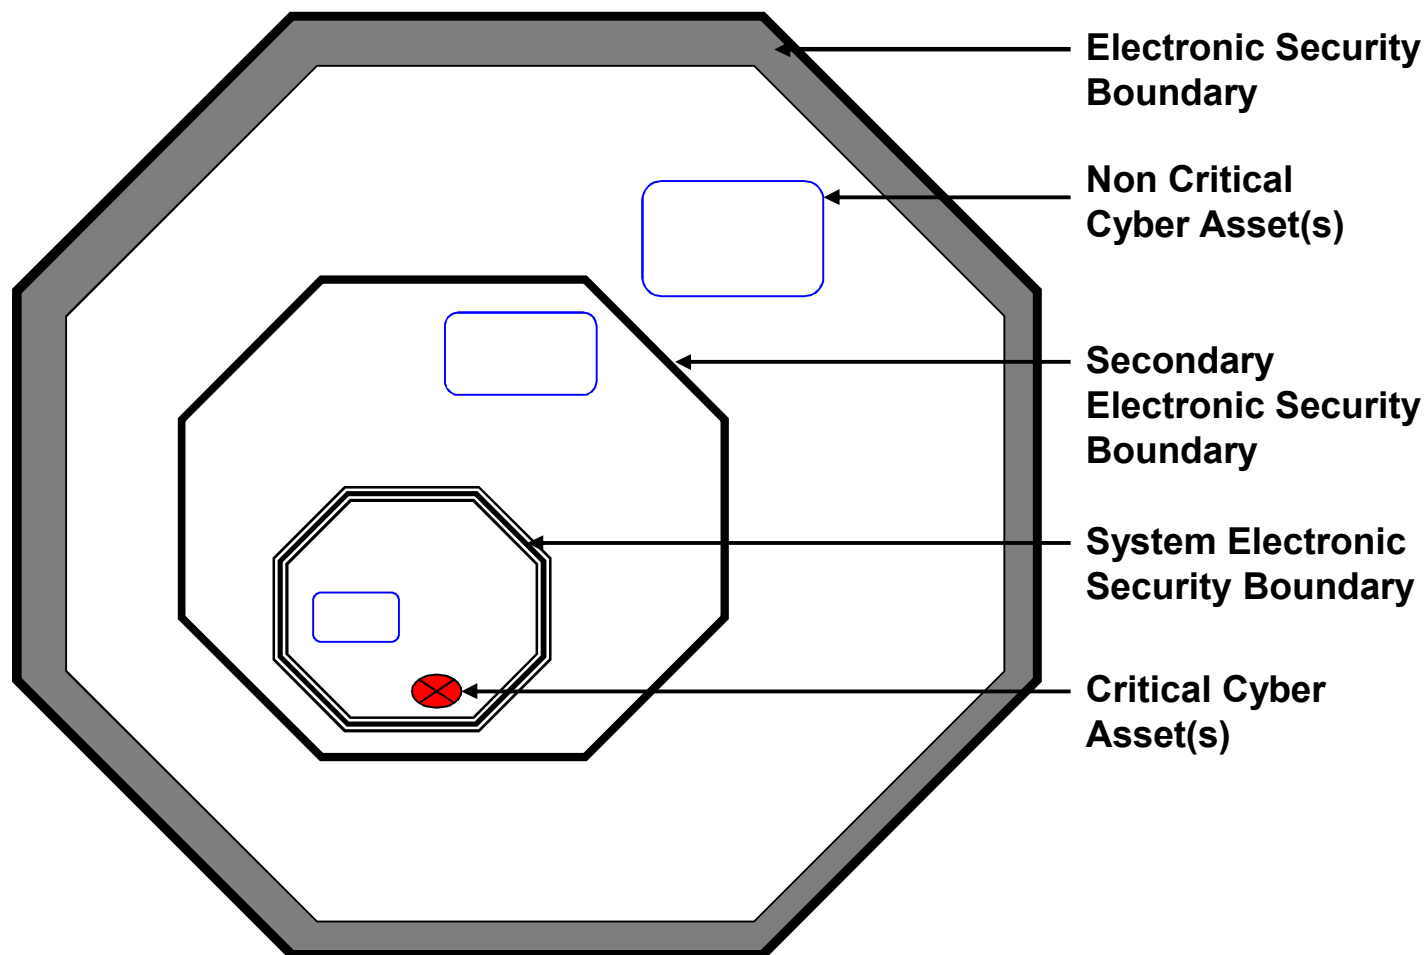 Electronic Security
Boundary
Non Critical
Cyber Asset(s)
Secondary
Electronic Security
Boundary
System Electronic
Security Boundary
Critical Cyber
Asset(s)